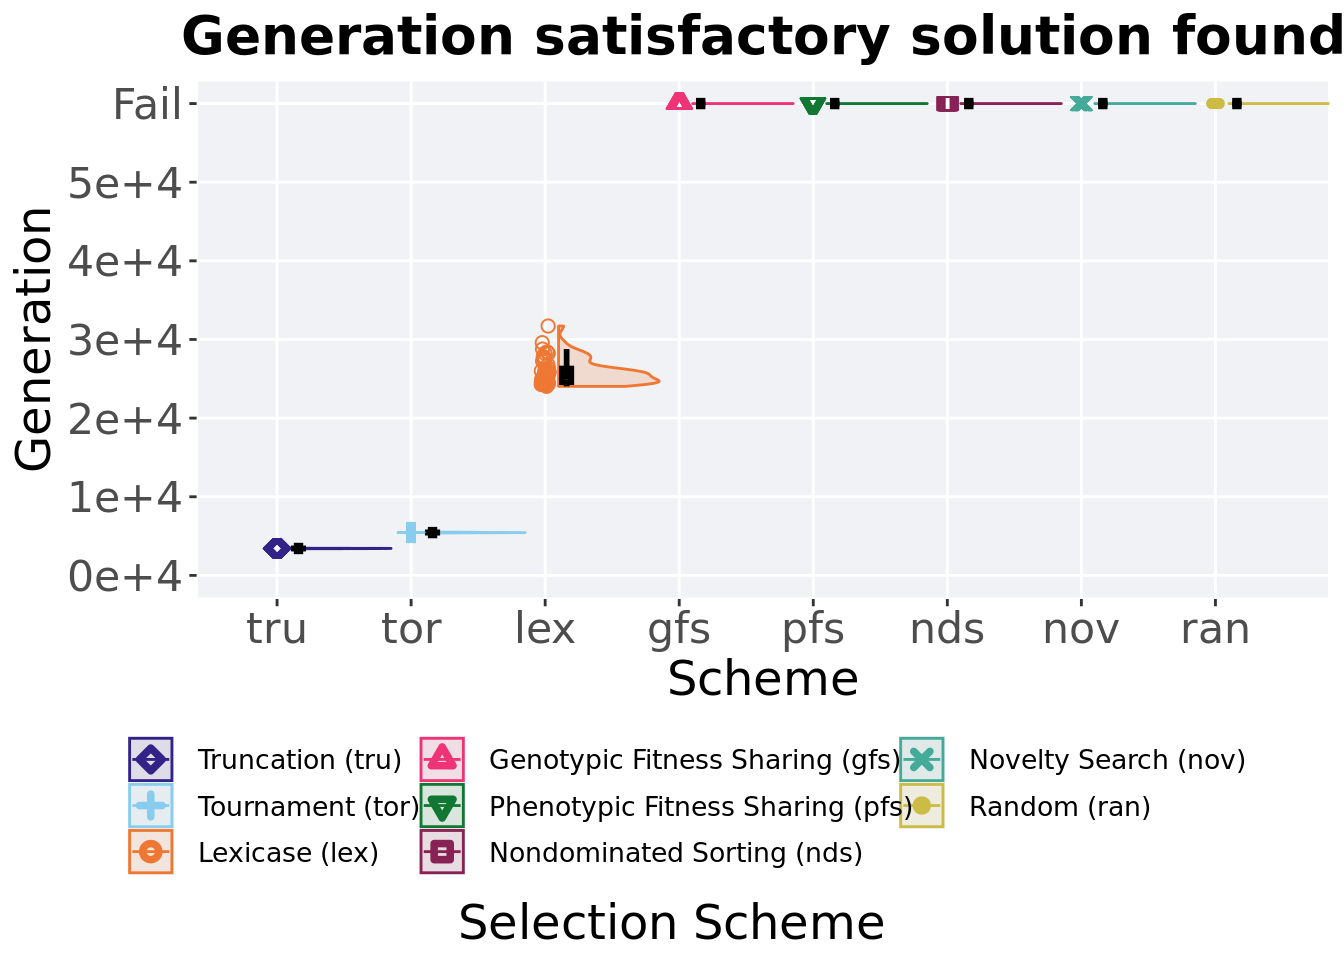 Generation satisfactory solution found
Fail
5e+4
4e+4
3e+4
2e+4
1e+4
0e+4
Generation
tru tor lex gfs pfs nds nov ran
Scheme
Truncation (tru) Genotypic Fitness Sharing (gfs) Novelty Search (nov)
Tournament (tor) Phenotypic Fitness Sharing (pfs) Random (ran)
Lexicase (lex) Nondominated Sorting (nds)
Selection Scheme